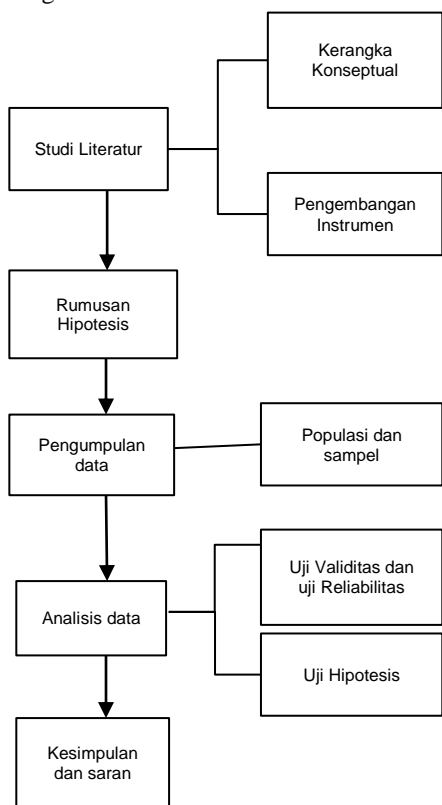 Kerangka
Konseptual
Studi Literatur
Pengembangan
Instrumen
Rumusan
Hipotesis
Pengumpulan
data
Populasi dan
sampel
Uji Validitas dan
uji Reliabilitas
Analisis data
Uji Hipotesis
Kesimpulan
dan saran